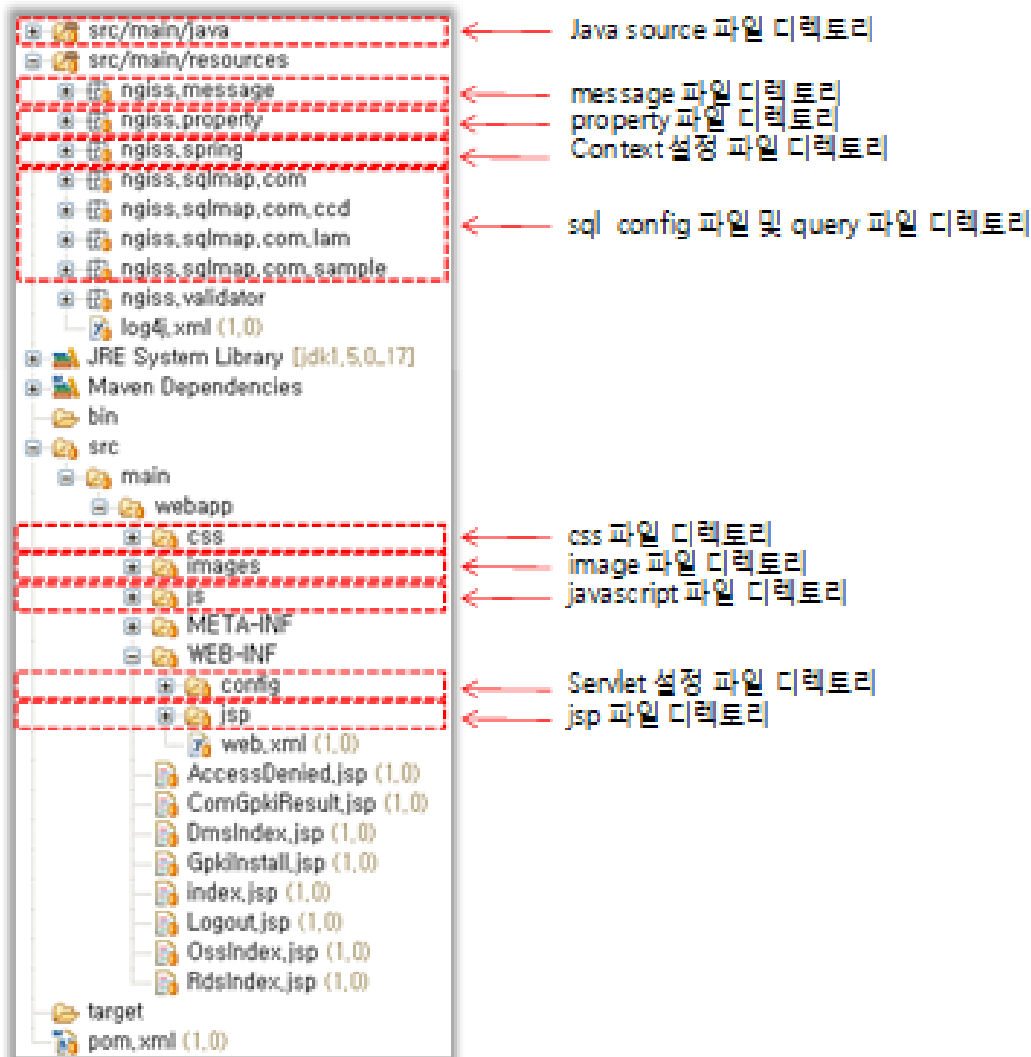 src/main/java Java source 파일 디렉토리
src/main/resources
ngiss.message message 파일 디렉토리
ngiss.property property 파일 디렉토리
ngiss.spring Context 설정 파일 디렉토리
ngiss.sqlmap.com
ngiss.sqlmap.com.ccd sql config 파일 및 query 파일 디렉토리
ngiss.sqlmap.com.lam
ngiss.sqlmap.com.sample
ngiss.validator
log4j.xml (1.0)
JRE System Library [jdk1.5.0_17]
Maven Dependencies
bin
src
main
webapp
css css 파일 디렉토리
images image 파일 디렉토리
js javascript 파일 디렉토리
META-INF
WEB-INF
config Servlet 설정 파일 디렉토리
jsp jsp 파일 디렉토리
web.xml (1.0)
AccessDenied.jsp (1.0)
ComGpkiResult.jsp (1.0)
DmsIndex.jsp (1.0)
GpkiInstall.jsp (1.0)
index.jsp (1.0)
Logout.jsp (1.0)
OssIndex.jsp (1.0)
RdsIndex.jsp (1.0)
target
pom.xml (1.0)